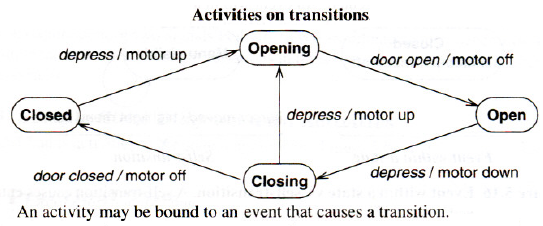 Activities on transitions
Opening
depress / motor up
door open / motor off
Closed
depress / motor up
Open
door closed / motor off
Closing
depress / motor down
An activity may be bound to an event that causes a transition.